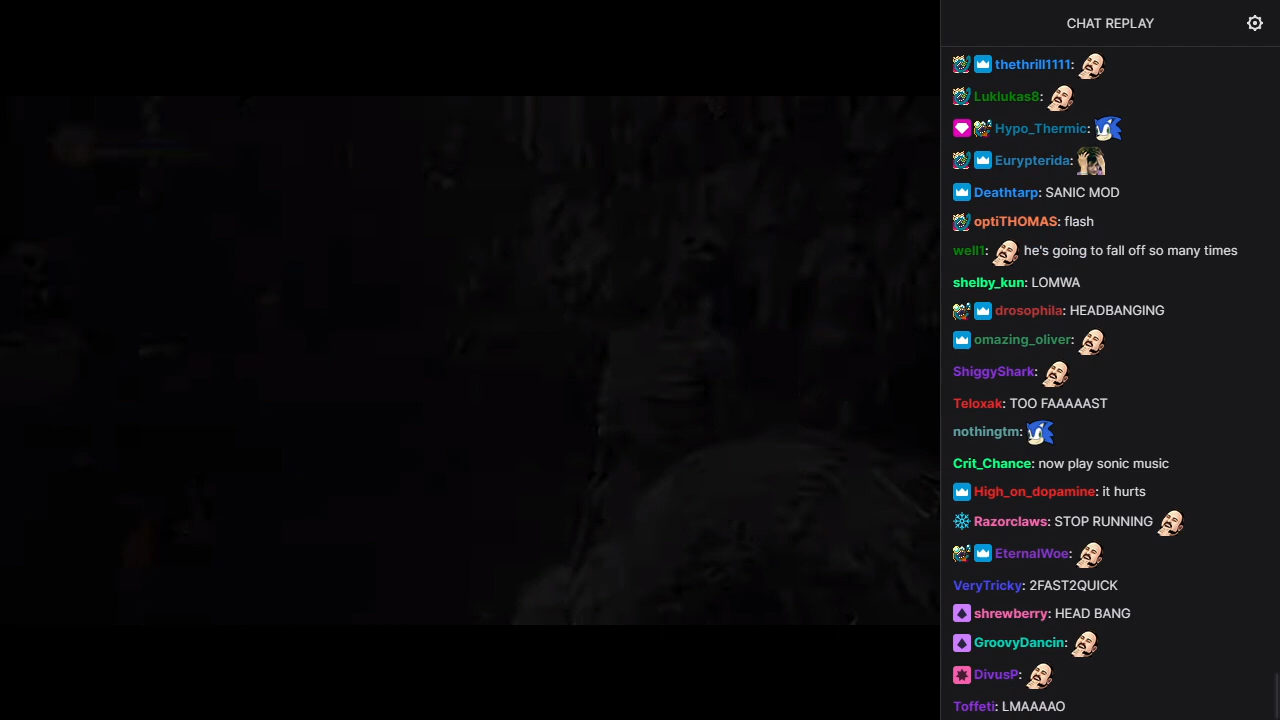 CHAT REPLAY
thethrill1111:
Luklukas8:
Hypo_Thermic:
Eurypterida:
Deathtarp: SANIC MOD
optiTHOMAS: flash
well1: he's going to fall off so many times
shelby_kun: LOMWA
drosophila: HEADBANGING
omazing_oliver:
ShiggyShark:
Teloxak: TOO FAAAAAST
nothingtm:
Crit_Chance: now play sonic music
High_on_dopamine: it hurts
Razorclaws: STOP RUNNING
EternalWoe:
VeryTricky: 2FAST2QUICK
shrewberry: HEAD BANG
GroovyDancin:
DivusP:
Toffeti: LMAAAAO